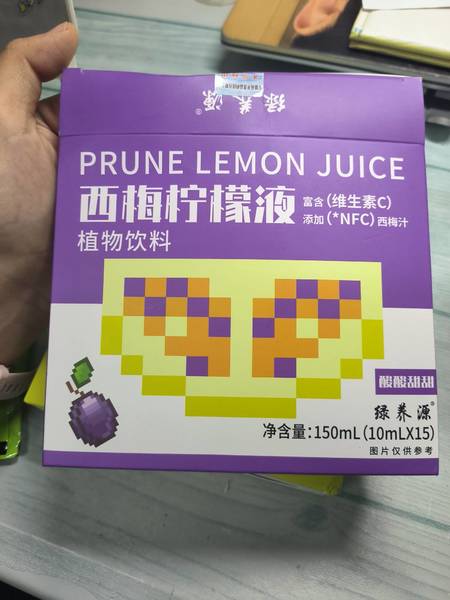 绿养源®
PRUNE LEMON JUICE
西梅柠檬液
富含(维生素C)
添加(*NFC)西梅汁
植物饮料
酸酸甜甜
绿养源®
净含量:150mL(10mLX15)
图片仅供参考